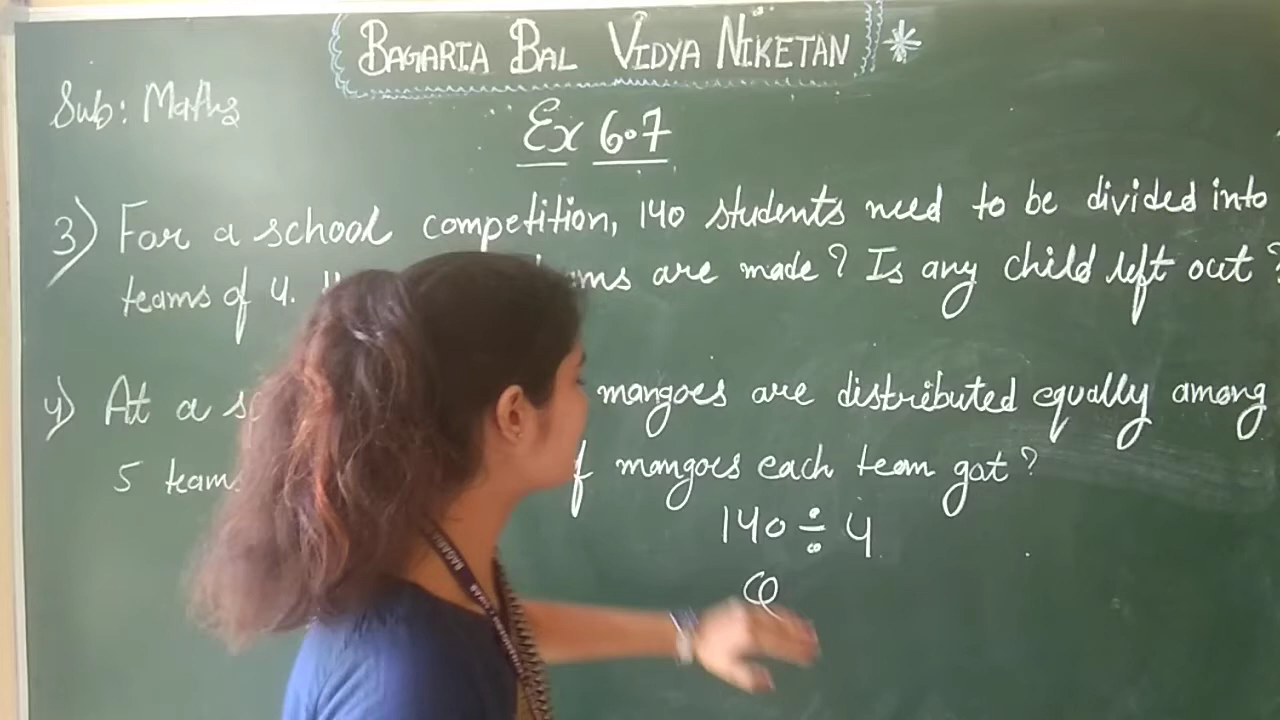 BAGARIA BAL VIDYA NIKETAN
Sub: Maths
Ex 6.7
3) For a school competition, 140 students need to be divided into
teams of 4. are made? Is any child left out?
4) At a mangoes are distributed equally among
5 team mangoes each team got?
140 ÷ 4
Q
BAGARIA